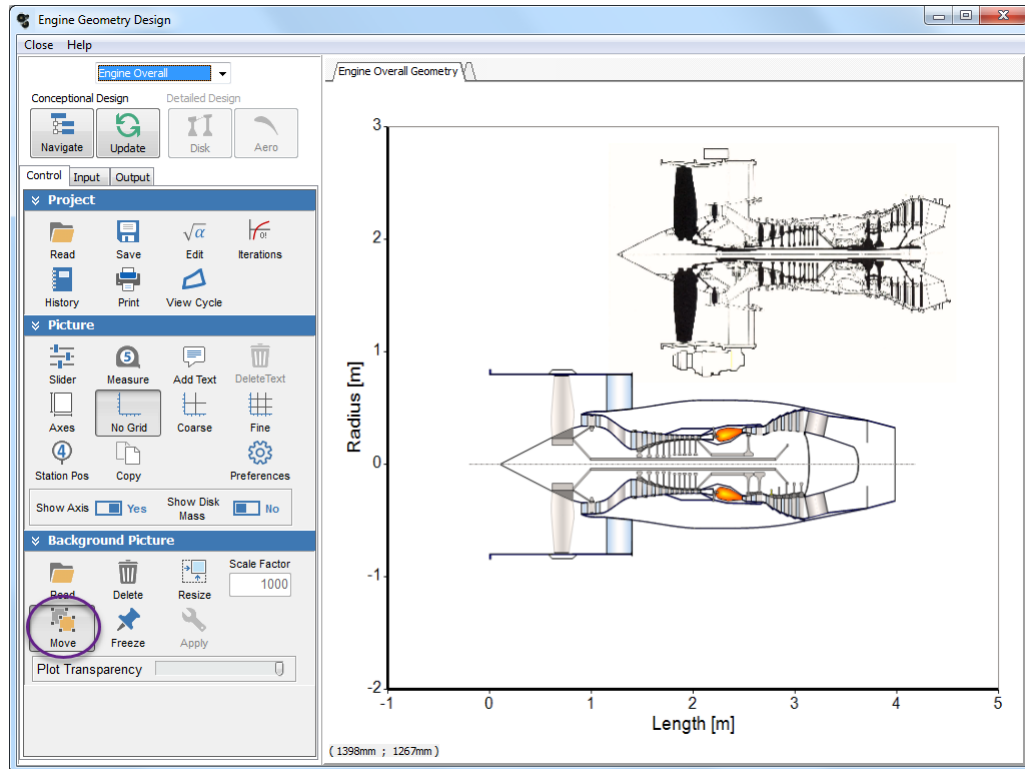 Engine Geometry Design
Close Help
Engine Overall
Conceptional Design Detailed Design
Navigate Update Disk Aero
Control Input Output
Project
Read Save Edit Iterations
History Print View Cycle
Picture
Slider Measure Add Text DeleteText
Axes No Grid Coarse Fine
Station Pos Copy Preferences
Show Axis Yes Show Disk Mass No
Background Picture
Read Delete Resize Scale Factor
1000
Move Freeze Apply
Plot Transparency
Engine Overall Geometry
3
2
1
0
-1
-2
Radius [m]
-1 0 1 2 3 4 5
Length [m]
( 1398mm ; 1267mm )